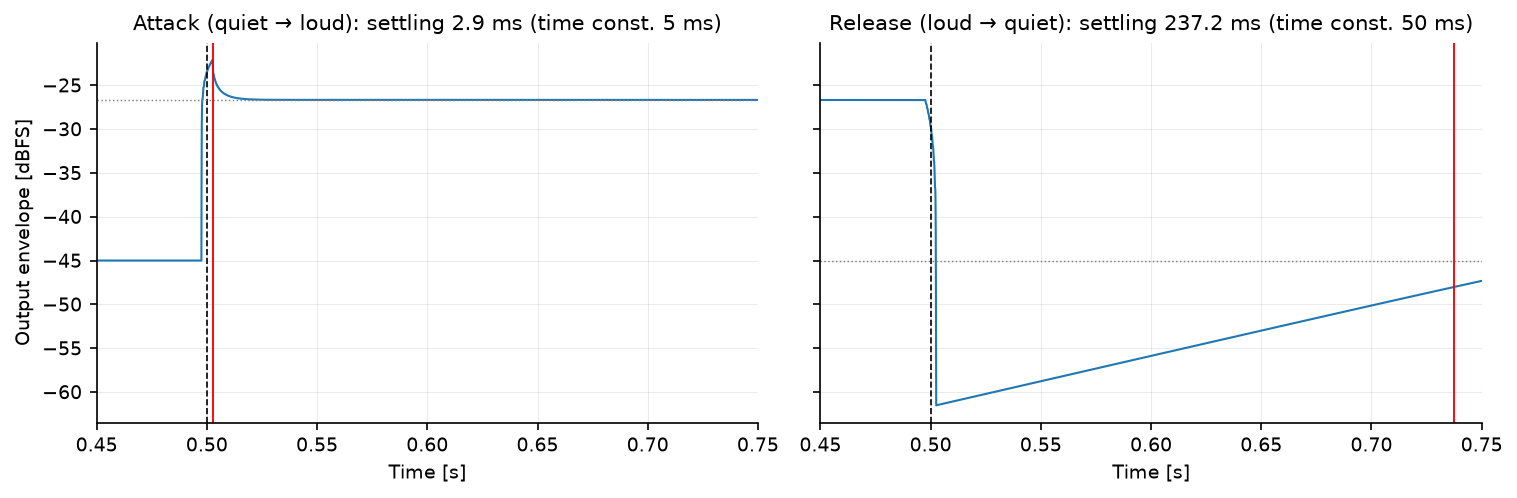 Attack (quiet → loud): settling 2.9 ms (time const. 5 ms)
Output envelope [dBFS]
−25
−30
−35
−40
−45
−50
−55
−60
0.45 0.50 0.55 0.60 0.65 0.70 0.75
Time [s]
Release (loud → quiet): settling 237.2 ms (time const. 50 ms)
0.45 0.50 0.55 0.60 0.65 0.70 0.75
Time [s]